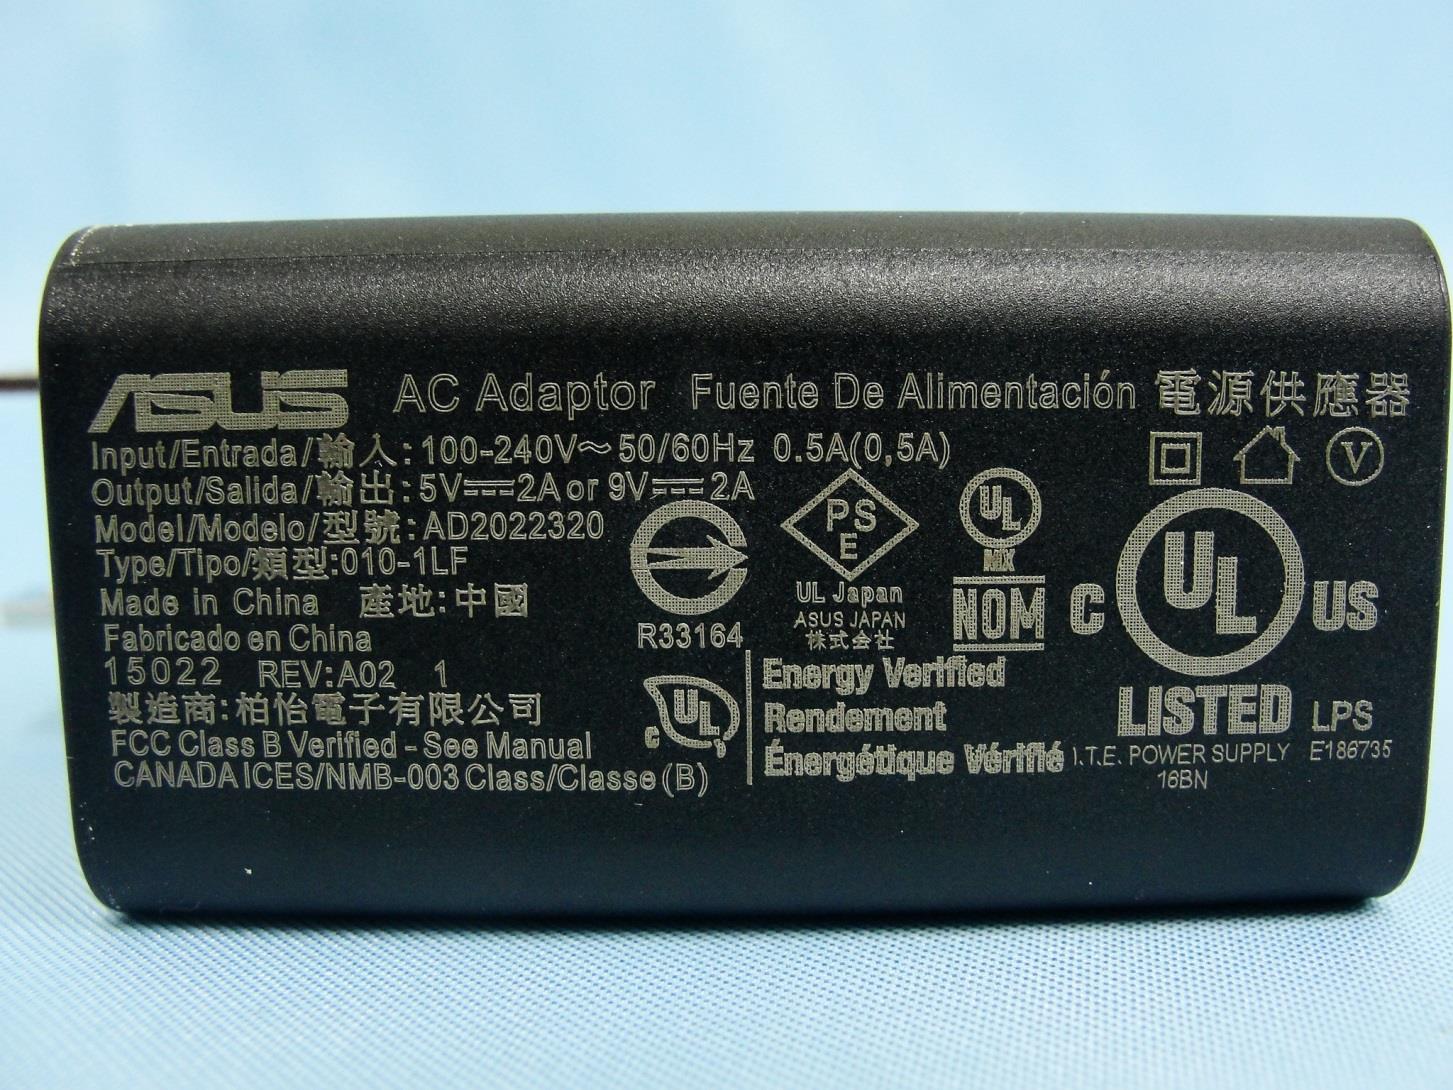 ASUS AC Adaptor Fuente De Alimentación 電源供應器
Input/Entrada/輸入:100-240V～50/60Hz 0.5A(0,5A)
Output/Salida/輸出:5V⎓2A or 9V⎓2A
Model/Modelo/型號:AD2022320
Type/Tipo/類型:010-1LF
Made in China 產地:中國
Fabricado en China
15022 REV:A02 1
製造商:柏怡電子有限公司
FCC Class B Verified - See Manual
CANADA ICES/NMB-003 Class/Classe (B)
R33164
PS
E
UL Japan
ASUS JAPAN
株式会社
UL
MX
NOM
V
C UL US
LISTED LPS
I.T.E. POWER SUPPLY E186735
16BN
C UL
Energy Verified
Rendement
Énergétique Vérifié